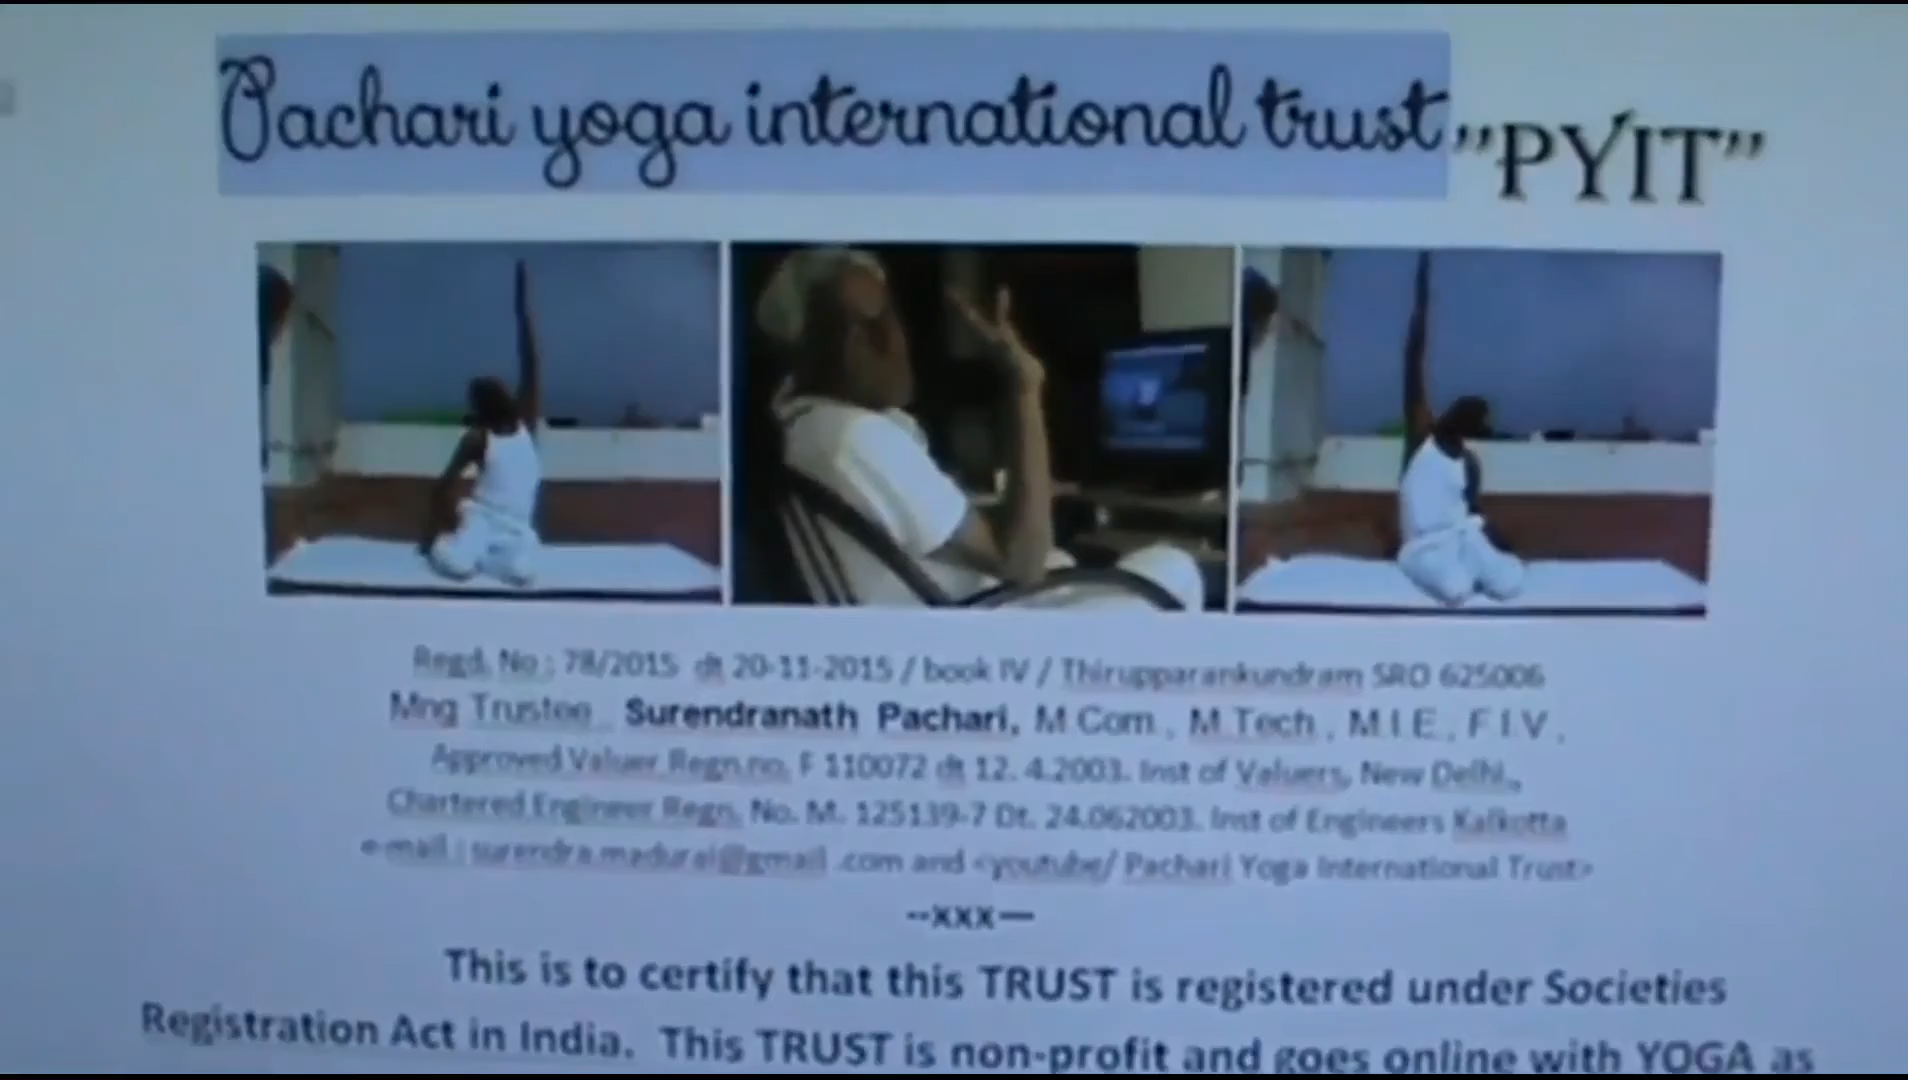 Pachari yoga international trust "PYIT"
Regd. No : 78/2015 dt 20-11-2015 / book IV / Thirupparankundram SRO 625006
Mng Trustee Surendranath Pachari, M Com , M Tech , M I E , F I V ,
Approved Valuer Regn.no. F 110072 dt 12. 4.2003. Inst of Valuers, New Delhi.,
Chartered Engineer Regn. No. M. 125139-7 Dt. 24.062003. Inst of Engineers Kalkotta
e-mail : surendra.madurai@gmail .com and <youtube/ Pachari Yoga International Trust>
--xxx—
This is to certify that this TRUST is registered under Societies
Registration Act in India. This TRUST is non-profit and goes online with YOGA as